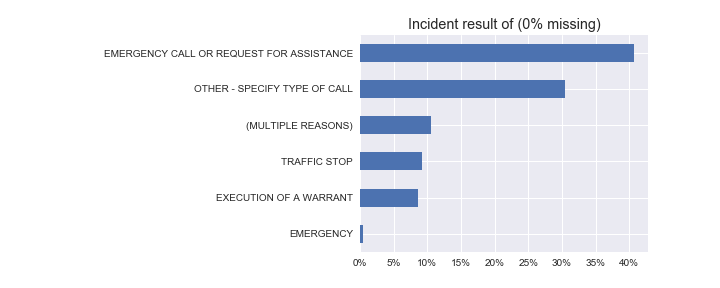 Incident result of (0% missing)
EMERGENCY CALL OR REQUEST FOR ASSISTANCE
OTHER - SPECIFY TYPE OF CALL
(MULTIPLE REASONS)
TRAFFIC STOP
EXECUTION OF A WARRANT
EMERGENCY
0% 5% 10% 15% 20% 25% 30% 35% 40%